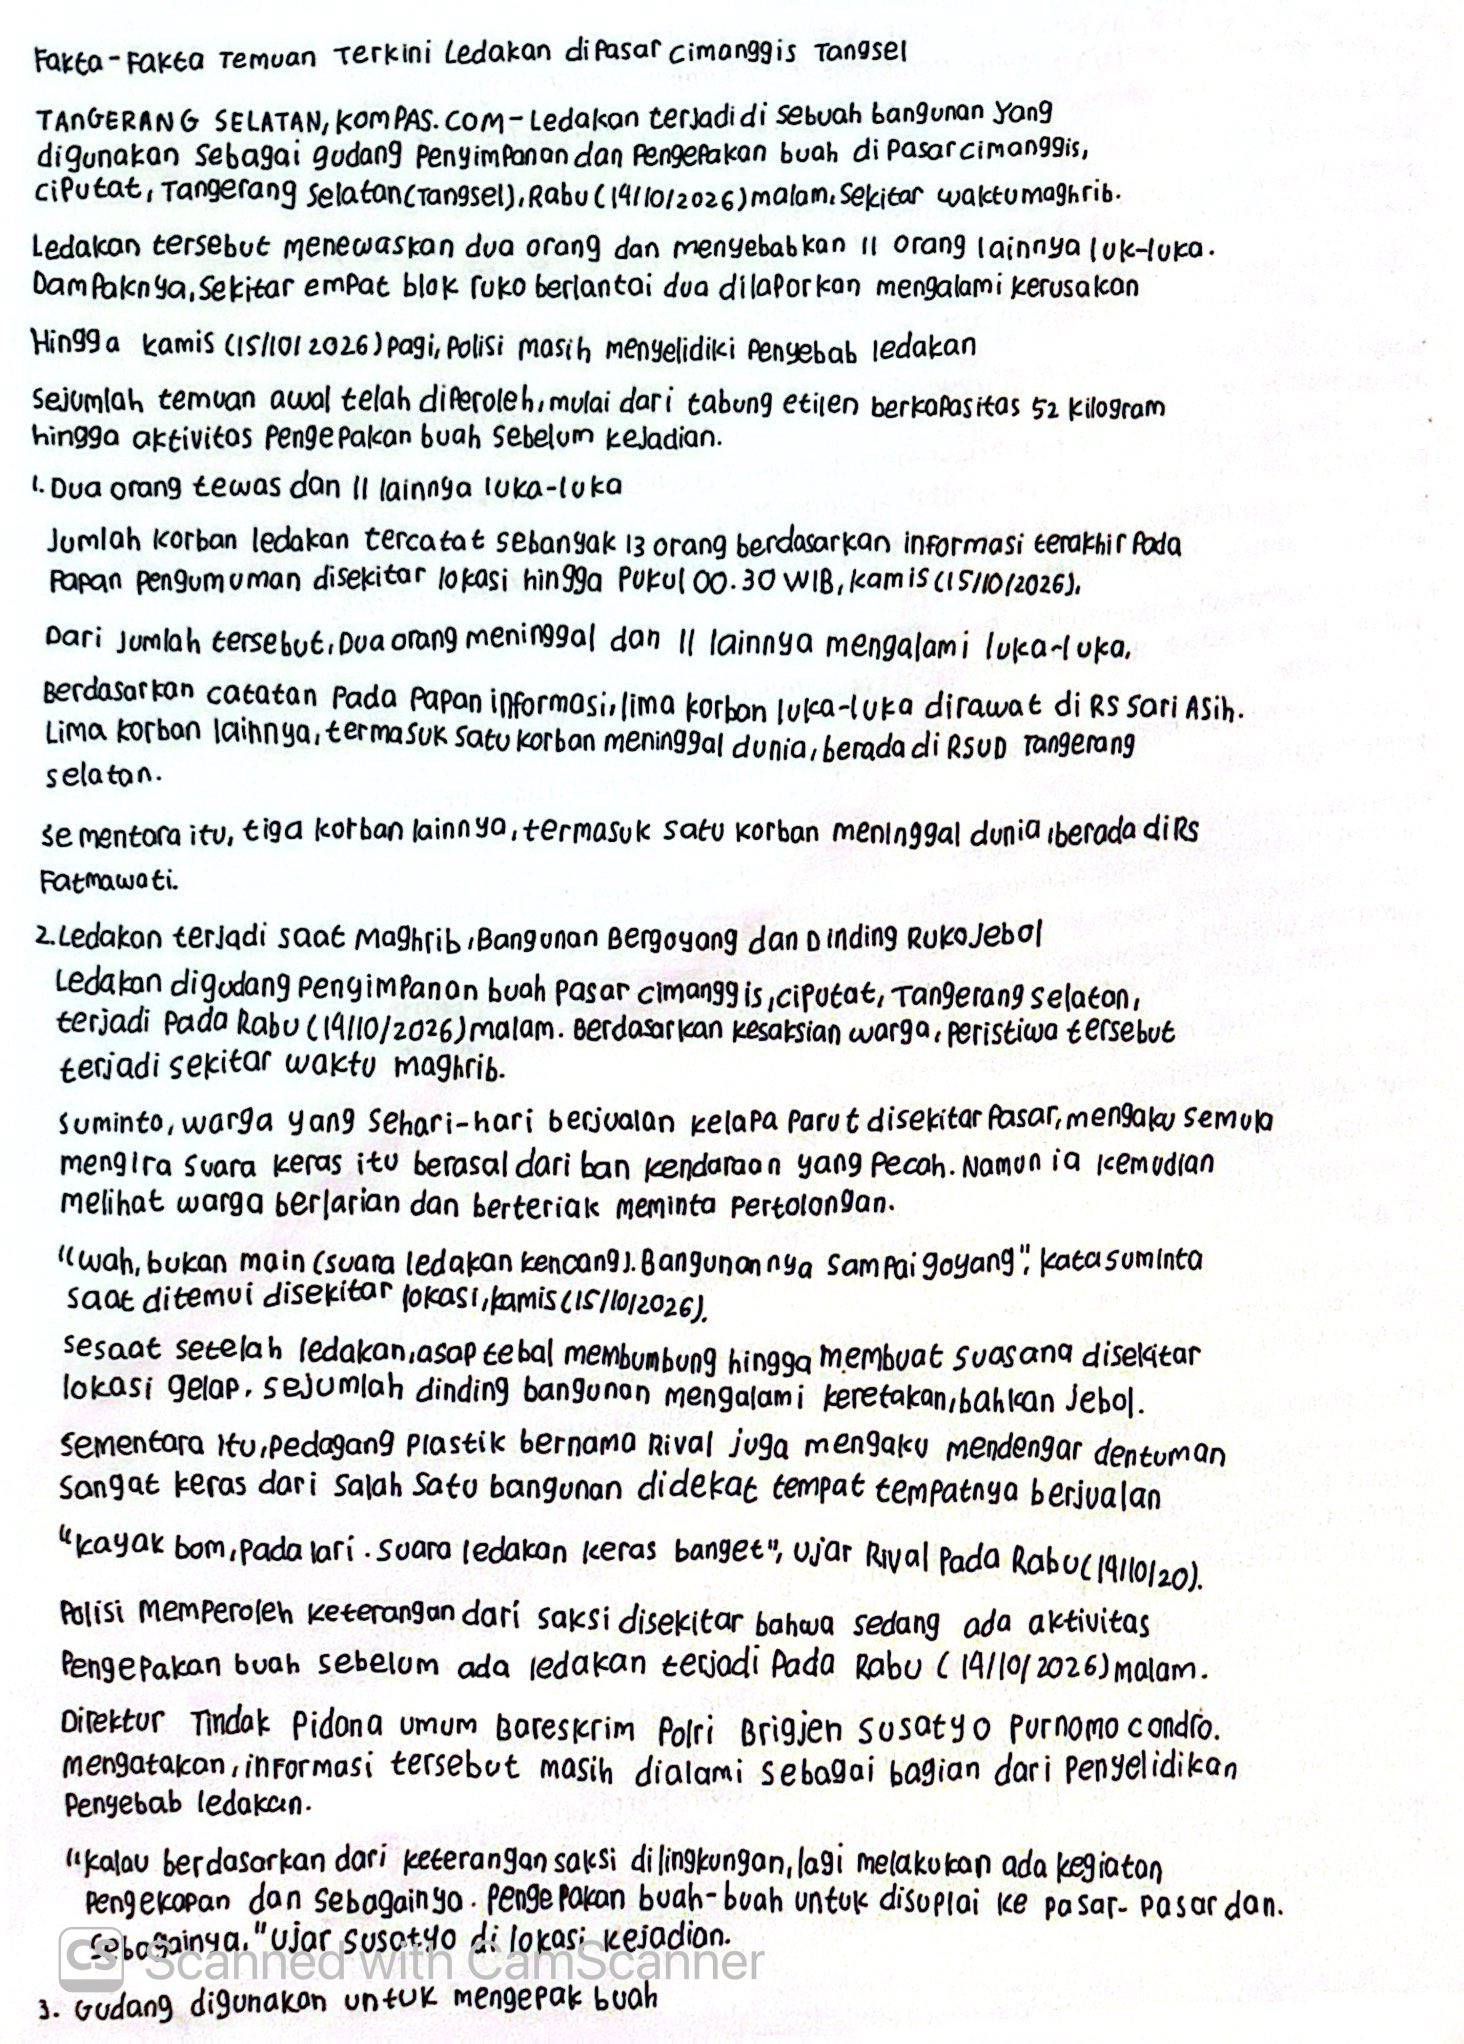 Fakta-Fakta Temuan Terkini Ledakan di Pasar Cimanggis Tangsel
TANGERANG SELATAN, KOMPAS.COM - Ledakan terjadi di sebuah bangunan yang
digunakan sebagai gudang penyimpanan dan pengepakan buah di Pasar Cimanggis,
Ciputat, Tangerang Selatan (Tangsel), Rabu (14/10/2026) malam, sekitar waktu maghrib.
Ledakan tersebut menewaskan dua orang dan menyebabkan 11 orang lainnya luk-luka.
Dampaknya, sekitar empat blok ruko berlantai dua dilaporkan mengalami kerusakan
Hingga kamis (15/10/2026) pagi, polisi masih menyelidiki penyebab ledakan
Sejumlah temuan awal telah diperoleh, mulai dari tabung etilen berkapasitas 52 kilogram
hingga aktivitas pengepakan buah sebelum kejadian.
1. Dua orang tewas dan 11 lainnya luka-luka
Jumlah korban ledakan tercatat sebanyak 13 orang berdasarkan informasi terakhir pada
papan pengumuman disekitar lokasi hingga pukul 00.30 WIB, kamis (15/10/2026).
Dari jumlah tersebut, Dua orang meninggal dan 11 lainnya mengalami luka-luka.
Berdasarkan catatan pada papan informasi, lima korban luka-luka dirawat di RS Sari Asih.
Lima korban lainnya, termasuk satu korban meninggal dunia, berada di RSUD Tangerang
selatan.
Sementara itu, tiga korban lainnya, termasuk satu korban meninggal dunia, berada di RS
Fatmawati.
2. Ledakan terjadi saat Maghrib, Bangunan Bergoyang dan Dinding Ruko Jebol
Ledakan digudang penyimpanan buah pasar cimanggis, ciputat, Tangerang selatan,
terjadi pada Rabu (14/10/2026) malam. Berdasarkan kesaksian warga, peristiwa tersebut
terjadi sekitar waktu maghrib.
Suminto, warga yang sehari-hari berjualan kelapa parut disekitar pasar, mengaku semula
mengira suara keras itu berasal dari ban kendaraan yang pecah. Namun ia kemudian
melihat warga berlarian dan berteriak meminta pertolongan.
"Wah, bukan main (suara ledakan kencang). Bangunannya sampai goyang", kata suminta
saat ditemui disekitar lokasi, kamis (15/10/2026).
Sesaat setelah ledakan, asap tebal membumbung hingga membuat suasana disekitar
lokasi gelap. Sejumlah dinding bangunan mengalami keretakan, bahkan jebol.
Sementara itu, pedagang plastik bernama Rival juga mengaku mendengar dentuman
sangat keras dari salah satu bangunan didekat tempat tempatnya berjualan
"Kayak bom, pada lari. Suara ledakan keras banget", ujar Rival pada Rabu (14/10/20).
Polisi memperoleh keterangan dari saksi disekitar bahwa sedang ada aktivitas
pengepakan buah sebelum ada ledakan terjadi pada Rabu (14/10/2026) malam.
Direktur Tindak Pidana umum Bareskrim Polri Brigjen Susatyo Purnomo Condro.
mengatakan, informasi tersebut masih dialami sebagai bagian dari penyelidikan
penyebab ledakan.
"Kalau berdasarkan dari keterangan saksi dilingkungan, lagi melakukan ada kegiatan
pengekapan dan sebagainya. Pengepakan buah-buah untuk disuplai ke pasar-pasar dan.
sebagainya," ujar Susatyo di lokasi kejadian.
CS Scanned with CamScanner
3. Gudang digunakan untuk mengepak buah